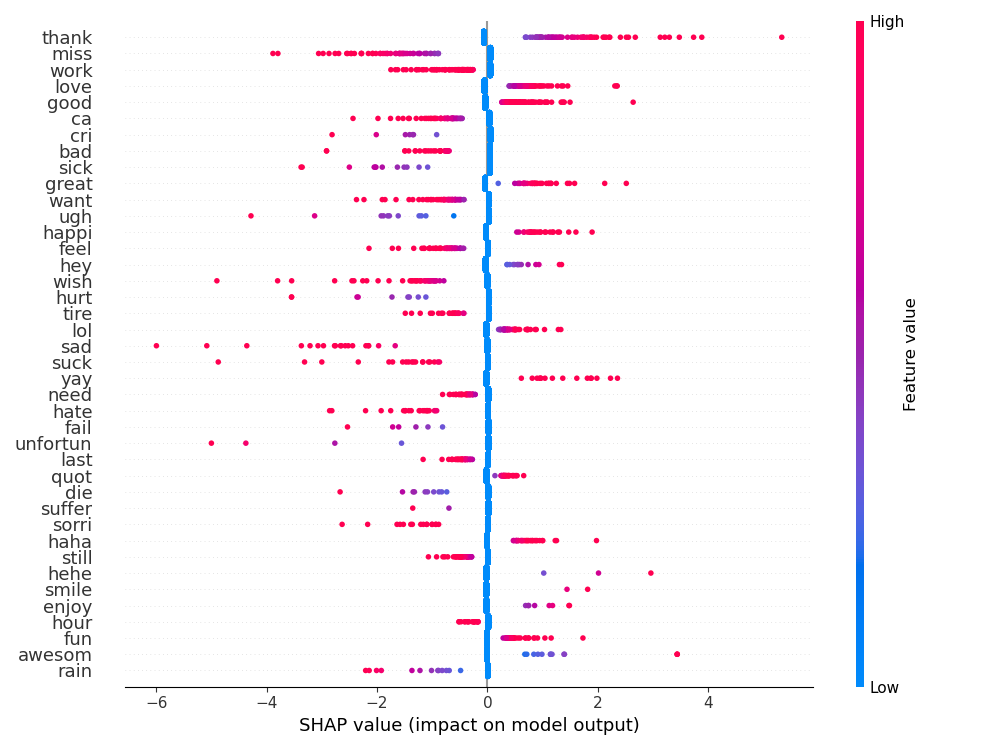 thank
miss
work
love
good
ca
cri
bad
sick
great
want
ugh
happi
feel
hey
wish
hurt
tire
lol
sad
suck
yay
need
hate
fail
unfortun
last
quot
die
suffer
sorri
haha
still
hehe
smile
enjoy
hour
fun
awesom
rain
−6 −4 −2 0 2 4
SHAP value (impact on model output)
High
Feature value
Low